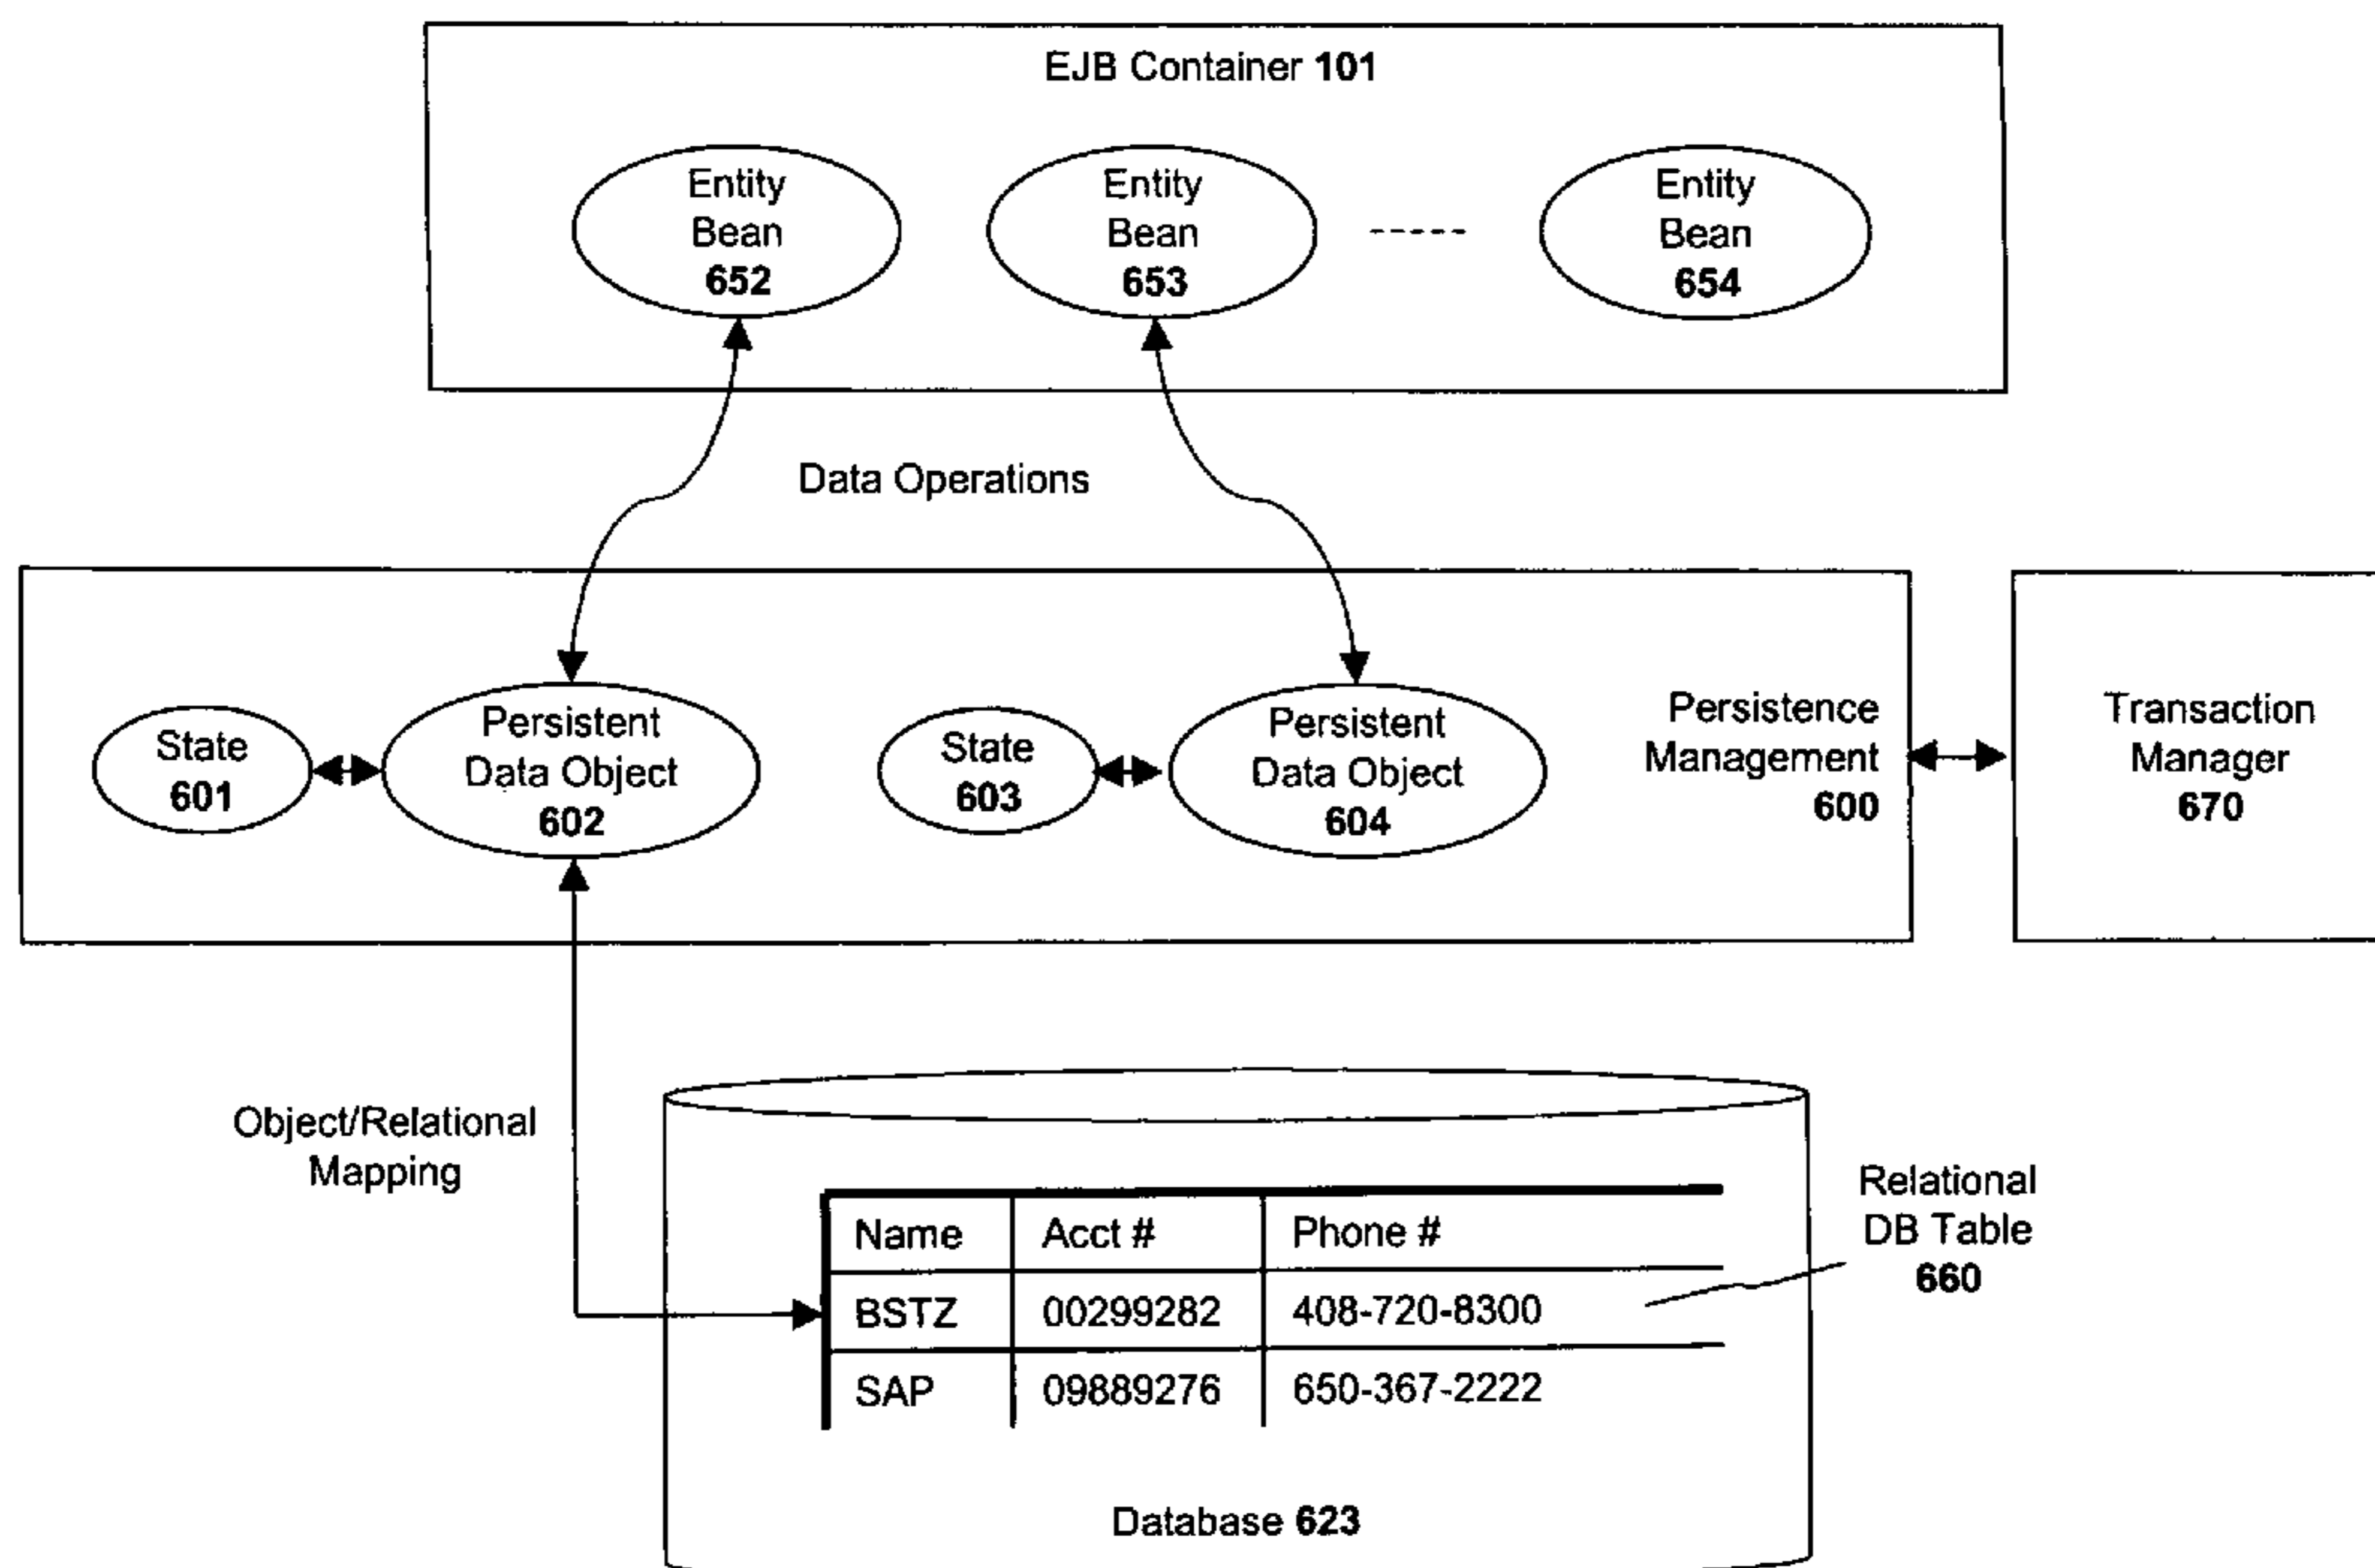 EJB Container 101
Entity
Bean
652
Entity
Bean
653
Entity
Bean
654
Data Operations
State
601
Persistent
Data Object
602
State
603
Persistent
Data Object
604
Persistence
Management
600
Transaction
Manager
670
Object/Relational
Mapping
Name Acct # Phone #
BSTZ 00299282 408-720-8300
SAP 09889276 650-367-2222
Relational
DB Table
660
Database 623